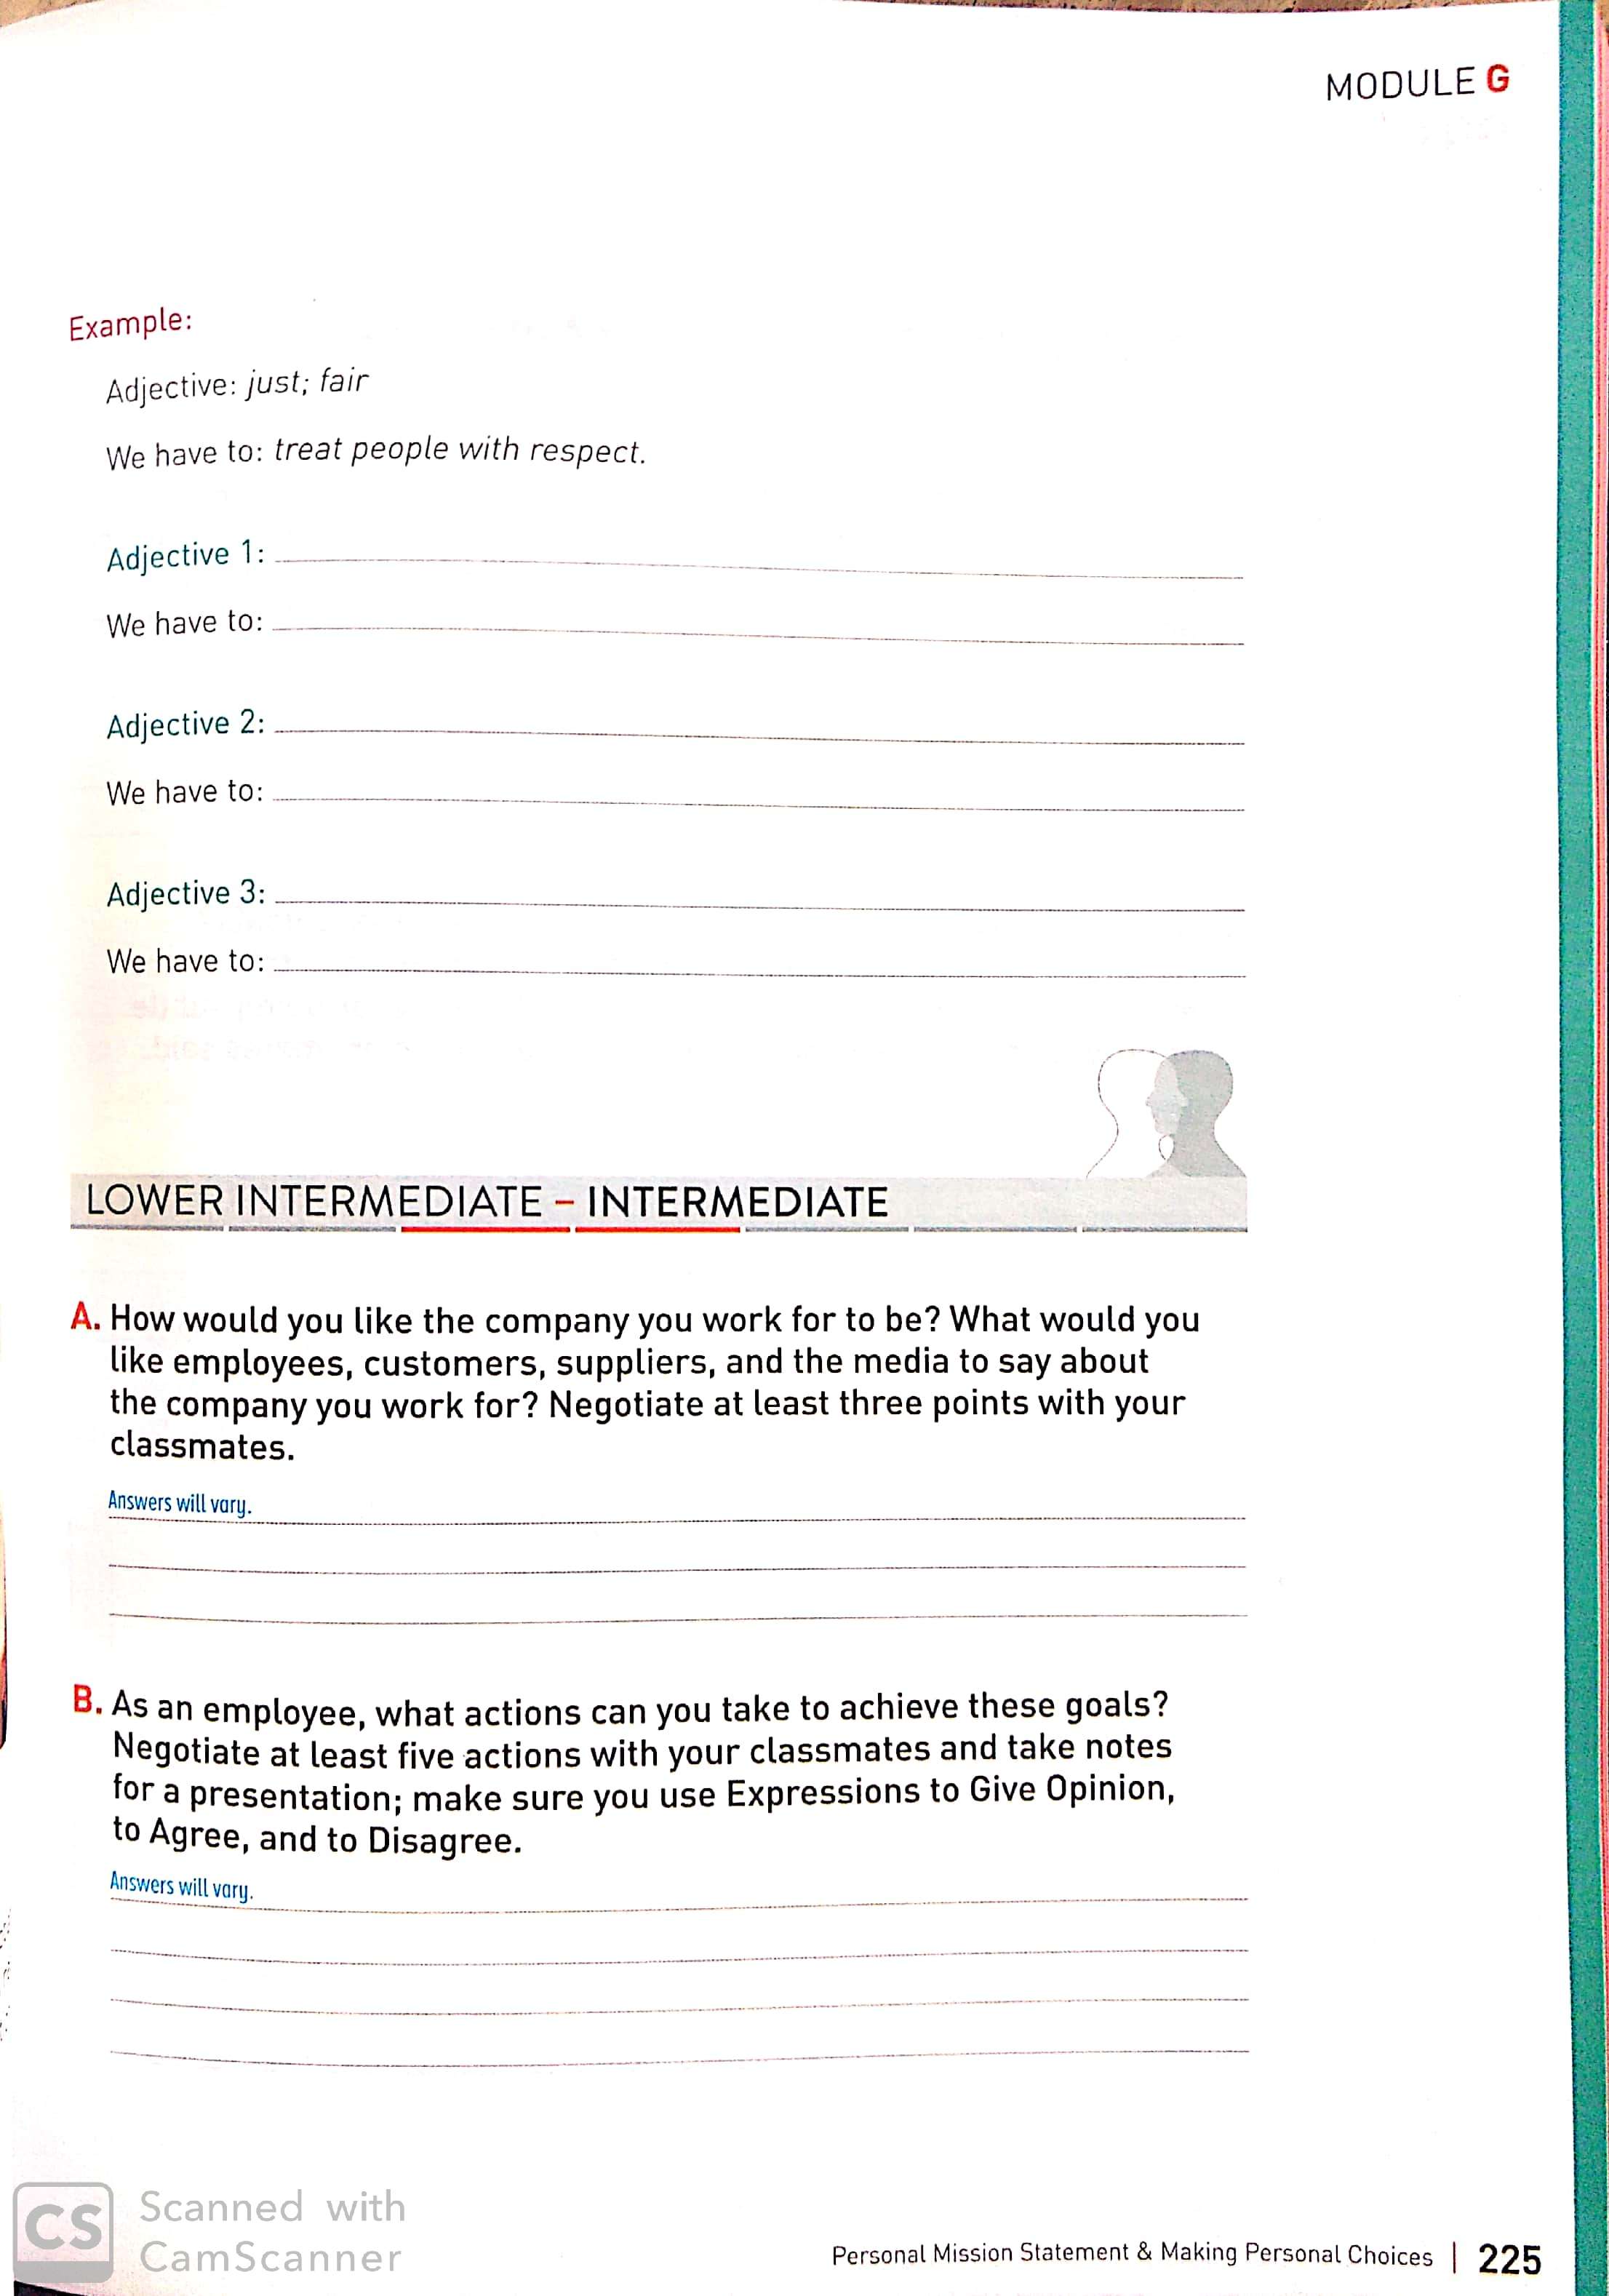 MODULE G
Example:
Adjective: just; fair
We have to: treat people with respect.
Adjective 1:
We have to:
Adjective 2:
We have to:
Adjective 3:
We have to:
LOWER INTERMEDIATE – INTERMEDIATE
A. How would you like the company you work for to be? What would you
like employees, customers, suppliers, and the media to say about
the company you work for? Negotiate at least three points with your
classmates.
Answers will vary.
B. As an employee, what actions can you take to achieve these goals?
Negotiate at least five actions with your classmates and take notes
for a presentation; make sure you use Expressions to Give Opinion,
to Agree, and to Disagree.
Answers will vary.
CS Scanned with
CamScanner
Personal Mission Statement & Making Personal Choices | 225